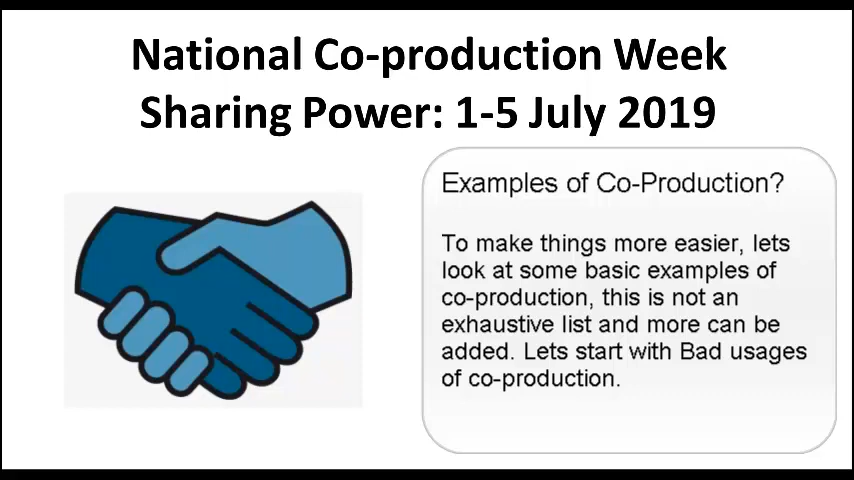 National Co-production Week
Sharing Power: 1-5 July 2019
Examples of Co-Production?
To make things more easier, lets
look at some basic examples of
co-production, this is not an
exhaustive list and more can be
added. Lets start with Bad usages
of co-production.